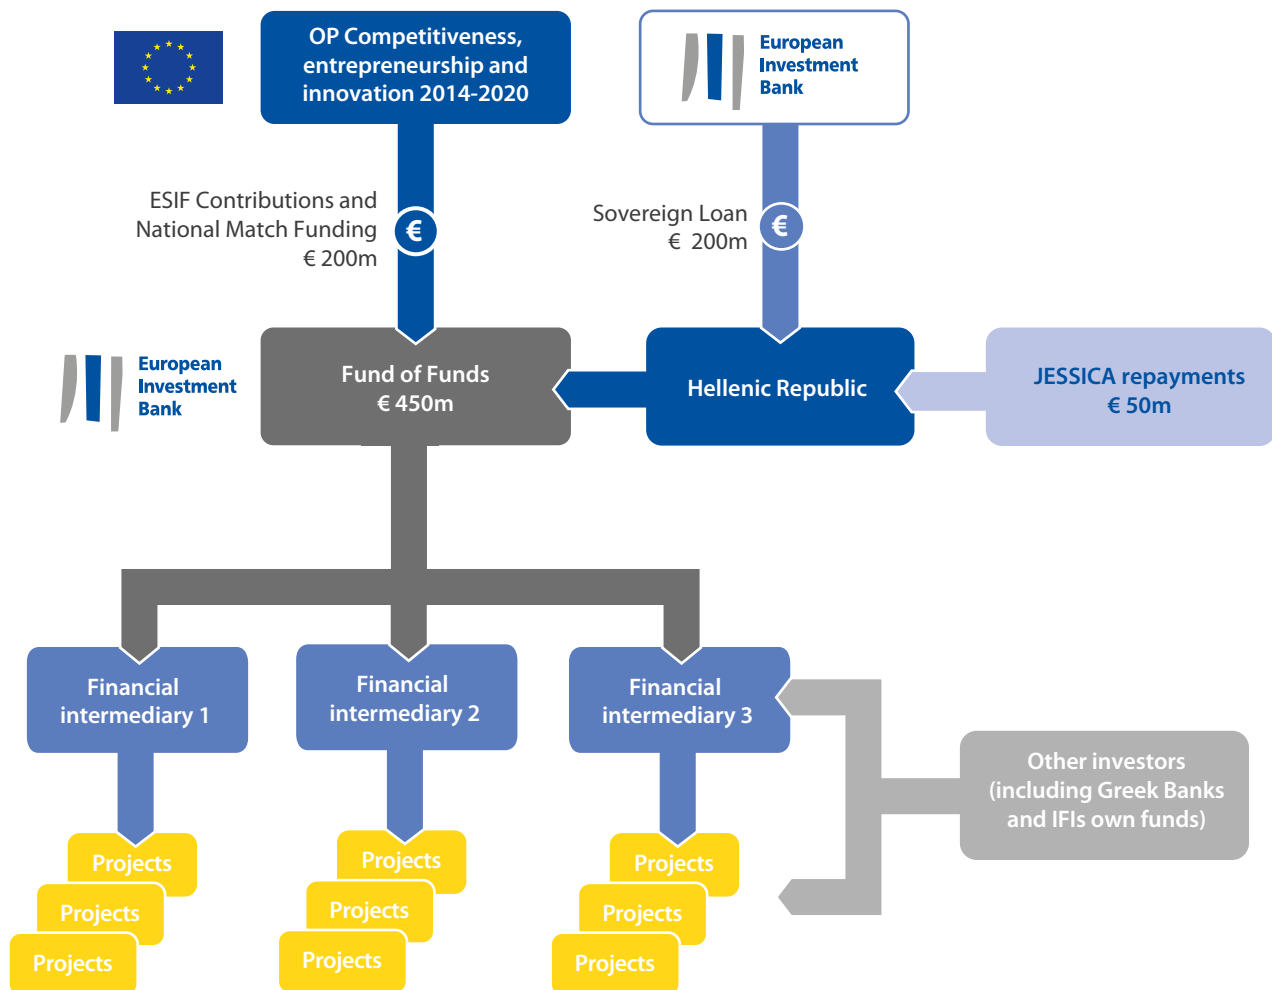 OP Competitiveness,
entrepreneurship and
innovation 2014-2020
European
Investment
Bank
ESIF Contributions and
National Match Funding
€ 200m
€
Sovereign Loan
€ 200m
€
European
Investment
Bank
Fund of Funds
€ 450m
Hellenic Republic
JESSICA repayments
€ 50m
Financial
intermediary 1
Financial
intermediary 2
Financial
intermediary 3
Other investors
(including Greek Banks
and IFIs own funds)
Projects
Projects
Projects
Projects
Projects
Projects
Projects
Projects
Projects